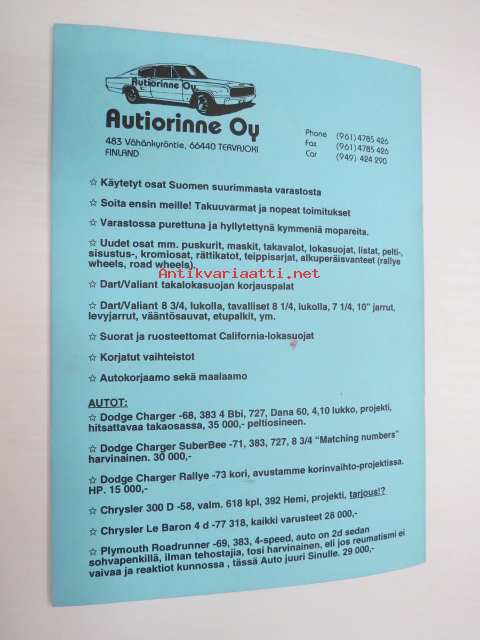 Autiorinne Oy
Autiorinne Oy
483 Vähänkyröntie, 66440 TERVAJOKI
FINLAND
Phone (961) 4785 426
Fax (961) 4785 426
Car (949) 424 290
☆ Käytetyt osat Suomen suurimmasta varastosta
☆ Soita ensin meille! Takuuvarmat ja nopeat toimitukset
☆ Varastossa purettuna ja hyllytettynä kymmeniä mopareita.
☆ Uudet osat mm. puskurit, maskit, takavalot, lokasuojat, listat, pelti-,
sisustus-, kromiosat, rättikatot, teippisarjat, alkuperäisvanteet (rallye
wheels, road wheels).
Antikvariaatti.net
☆ Dart/Valiant takalokasuojan korjauspalat
☆ Dart/Valiant 8 3/4, lukolla, tavalliset 8 1/4, lukolla, 7 1/4, 10" jarrut,
levyjarrut, vääntösauvat, etupalkit, ym.
☆ Suorat ja ruosteettomat California-lokasuojat
☆ Korjatut vaihteistot
☆ Autokorjaamo sekä maalaamo
AUTOT:
☆ Dodge Charger -68, 383 4 Bbl, 727, Dana 60, 4,10 lukko, projekti,
hitsattavaa takaosassa, 35 000,- peltiosineen.
☆ Dodge Charger SuberBee -71, 383, 727, 8 3/4 "Matching numbers"
harvinainen. 30 000,-
☆ Dodge Charger Rallye -73 kori, avustamme korinvaihto-projektissa.
HP. 15 000,-
☆ Chrysler 300 D -58, valm. 618 kpl, 392 Hemi, projekti, tarjous!?
☆ Chrysler Le Baron 4 d -77 318, kaikki varusteet 28 000,-
☆ Plymouth Roadrunner -69, 383, 4-speed, auto on 2d sedan
sohvapenkillä, ilman tehostajia, tosi harvinainen, eli jos reumatismi ei
vaivaa ja reaktiot kunnossa , tässä Auto juuri Sinulle. 29 000,-